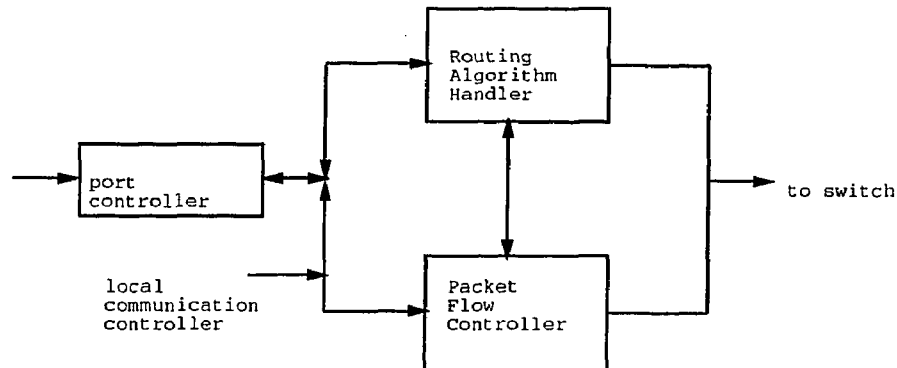 Routing
Algorithm
Handler
port
controller
to switch
local
communication
controller
Packet
Flow
Controller